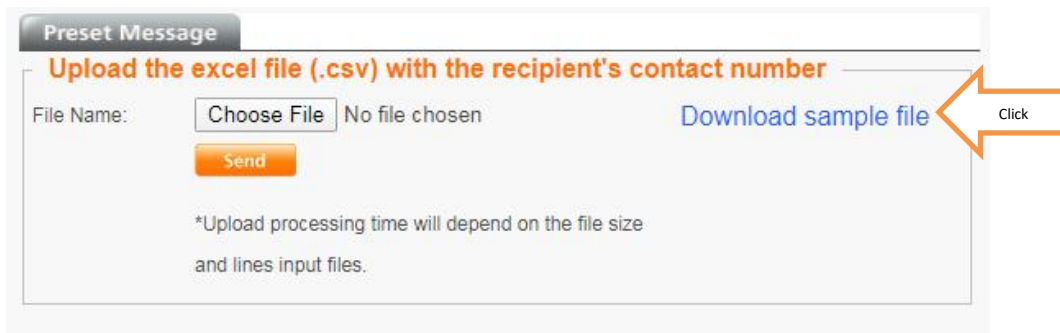 Preset Message
Upload the excel file (.csv) with the recipient's contact number
File Name:
Choose File No file chosen
Download sample file
Click
Send
*Upload processing time will depend on the file size
and lines input files.